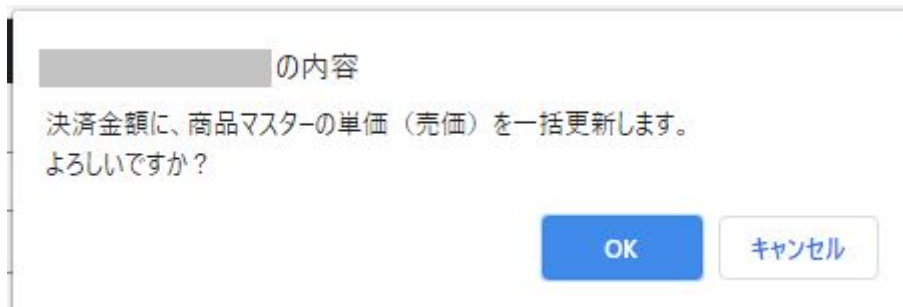 の内容
決済金額に、商品マスターの単価（売価）を一括更新します。
よろしいですか？
OK
キャンセル